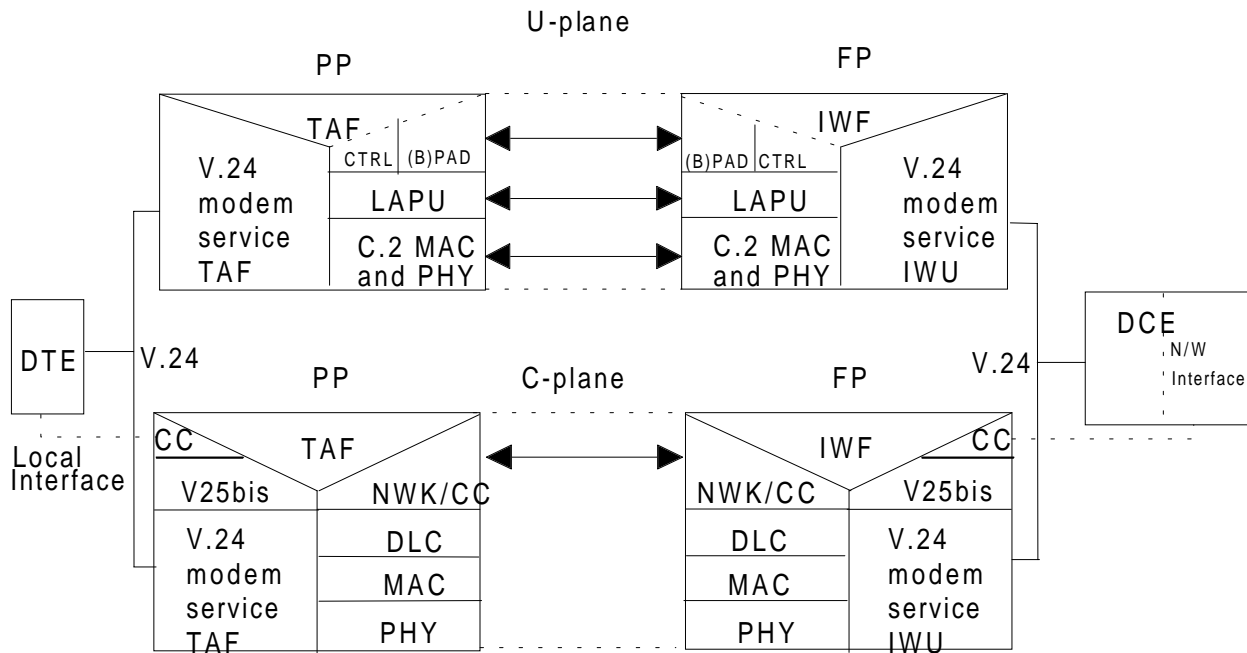 U-plane
PP
FP
TAF
IWF
CTRL (B)PAD
(B)PAD CTRL
V.24
modem
service
TAF
LAPU
C.2 MAC
and PHY
LAPU
C.2 MAC
and PHY
V.24
modem
service
IWU
DTE
V.24
V.24
DCE
N/W
Interface
PP
C-plane
FP
Local
Interface
CC
TAF
IWF
CC
V25bis
NWK/CC
NWK/CC
V25bis
V.24
modem
service
TAF
DLC
MAC
PHY
DLC
MAC
PHY
V.24
modem
service
IWU